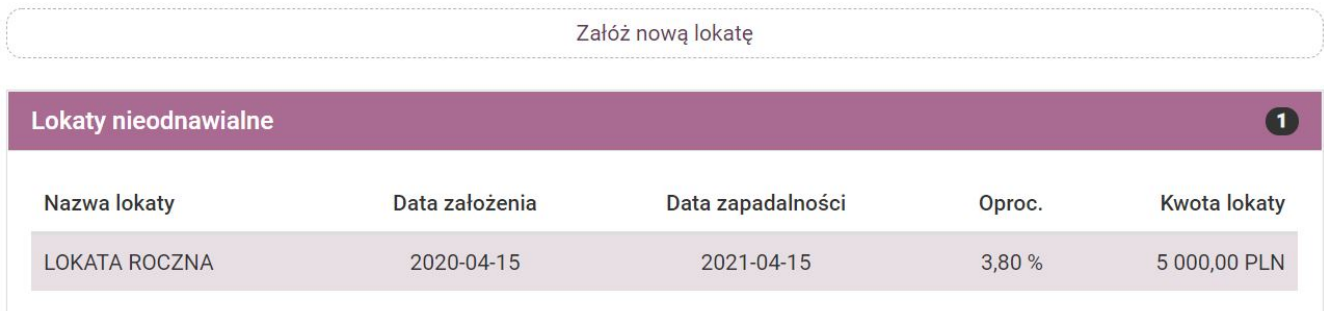 Załóż nową lokatę
Lokaty nieodnawialne 1
Nazwa lokaty Data założenia Data zapadalności Oproc. Kwota lokaty
LOKATA ROCZNA 2020-04-15 2021-04-15 3,80 % 5 000,00 PLN